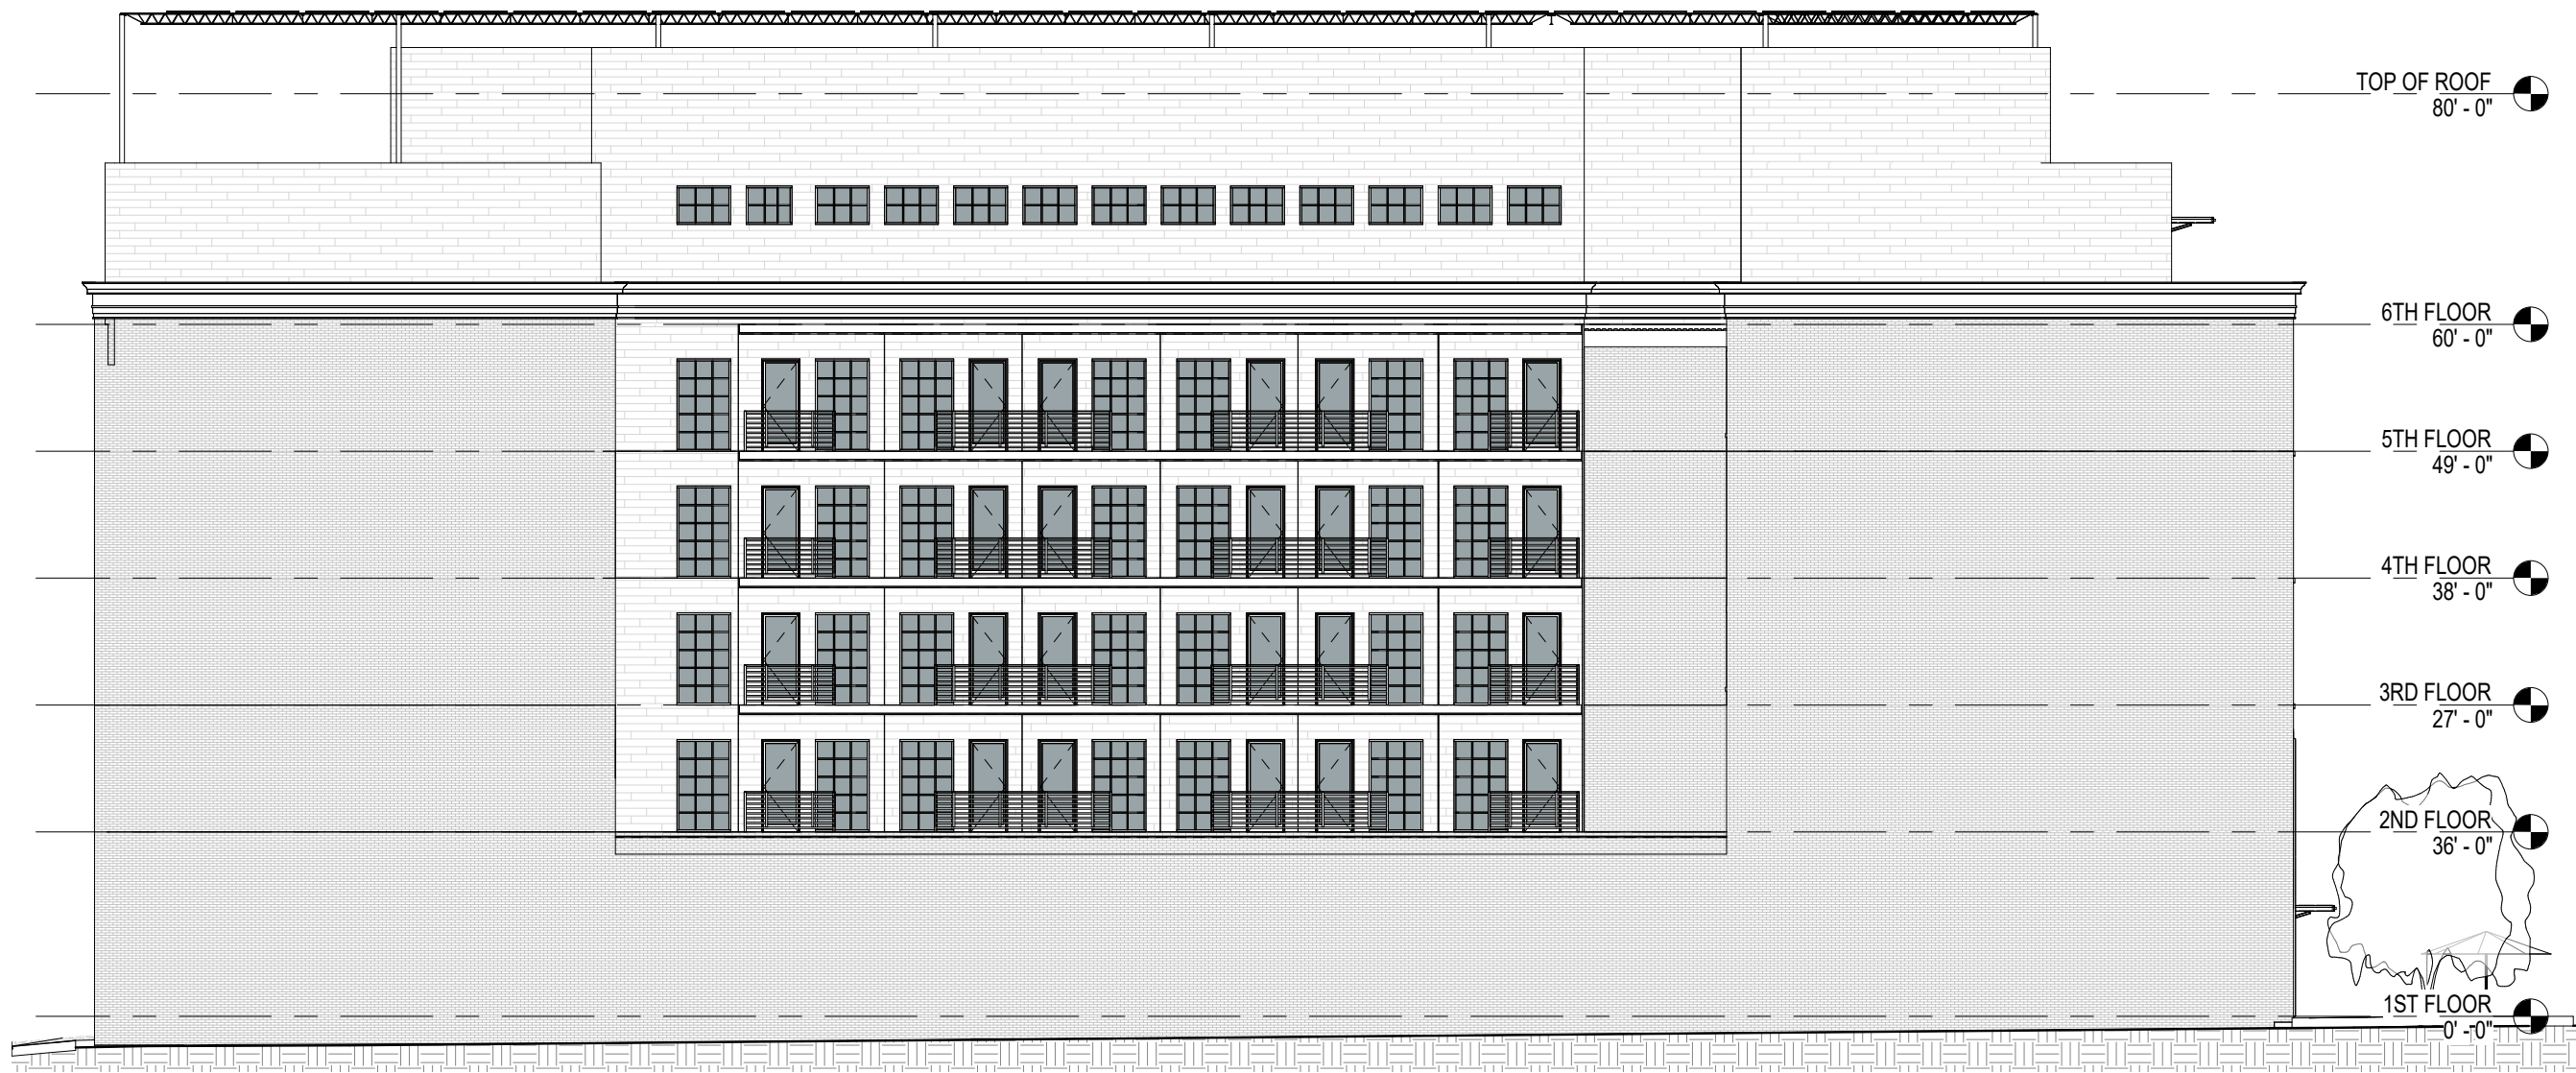 TOP OF ROOF
80' - 0"
6TH FLOOR
60' - 0"
5TH FLOOR
49' - 0"
4TH FLOOR
38' - 0"
3RD FLOOR
27' - 0"
2ND FLOOR
36' - 0"
1ST FLOOR
0' - 0"